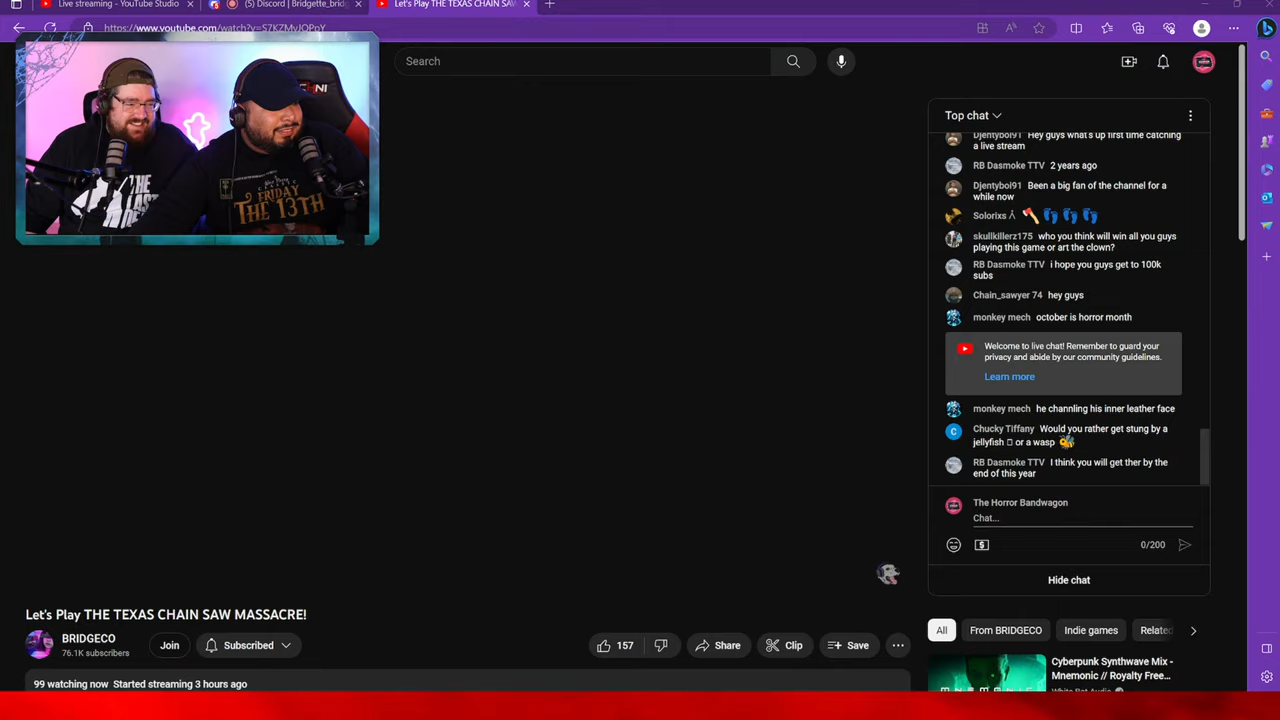 Live streaming - YouTube Studio
(5) Discord | Bridgette_brid
Let's Play THE TEXAS CHAIN SAW
https://www.youtube.com/watch?v=S7KZMvJOPpY
Search
THE
LAST
FRIDAY
THE 13TH
Top chat
Djentyboi91 Hey guys what's up first time catching
a live stream
RB Dasmoke TTV 2 years ago
Djentyboi91 Been a big fan of the channel for a
while now
Solorixs
skullkillerz175 who you think will win all you guys
playing this game or art the clown?
RB Dasmoke TTV i hope you guys get to 100k
subs
Chain_sawyer 74 hey guys
monkey mech october is horror month
Welcome to live chat! Remember to guard your
privacy and abide by our community guidelines.
Learn more
monkey mech he channling his inner leather face
Chucky Tiffany Would you rather get stung by a
jellyfish or a wasp
RB Dasmoke TTV I think you will get ther by the
end of this year
The Horror Bandwagon
Chat...
0/200
Hide chat
Let's Play THE TEXAS CHAIN SAW MASSACRE!
BRIDGECO
76.1K subscribers
Join
Subscribed
157
Share
Clip
Save
99 watching now Started streaming 3 hours ago
All
From BRIDGECO
Indie games
Related
Cyberpunk Synthwave Mix -
Mnemonic // Royalty Free...
White Bat Audio